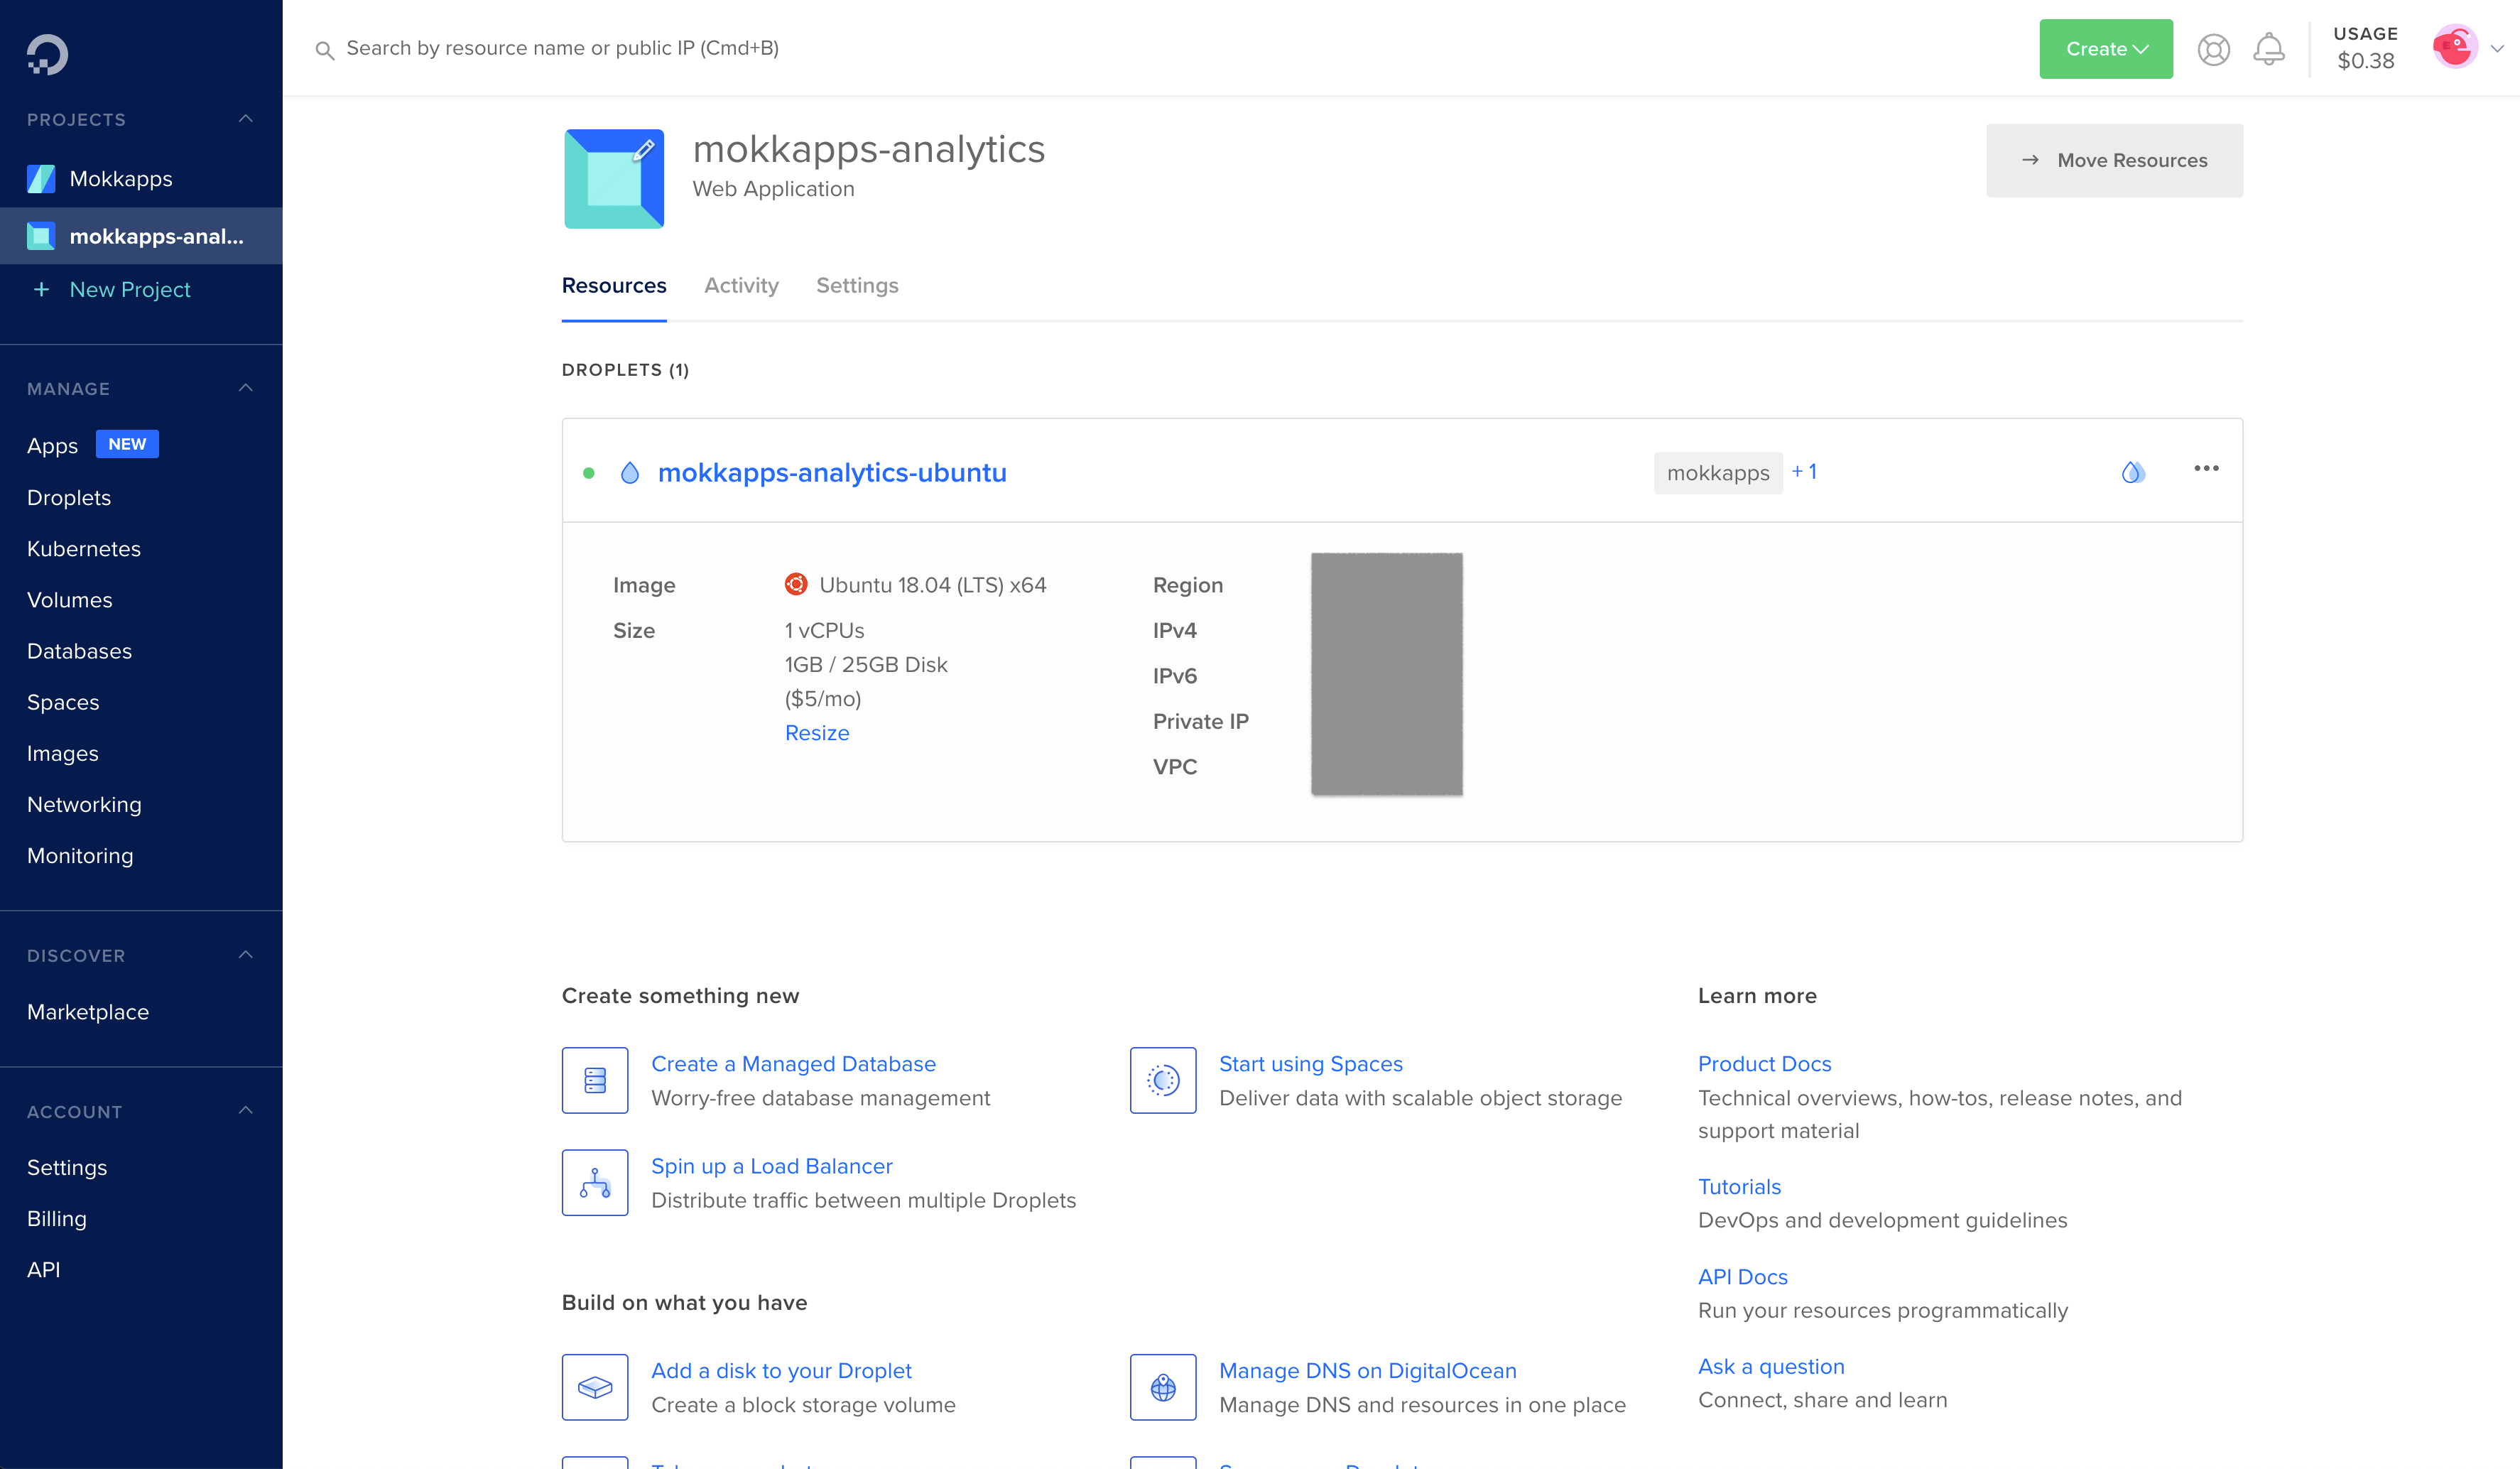 PROJECTS
Mokkapps
mokkapps-anal...
+ New Project
MANAGE
Apps NEW
Droplets
Kubernetes
Volumes
Databases
Spaces
Images
Networking
Monitoring
DISCOVER
Marketplace
ACCOUNT
Settings
Billing
API
Search by resource name or public IP (Cmd+B)
Create
USAGE
$0.38
mokkapps-analytics
Web Application
→ Move Resources
Resources Activity Settings
DROPLETS (1)
mokkapps-analytics-ubuntu mokkapps + 1
Image Ubuntu 18.04 (LTS) x64
Size 1 vCPUs
1GB / 25GB Disk
($5/mo)
Resize
Region
IPv4
IPv6
Private IP
VPC
Create something new
Create a Managed Database
Worry-free database management
Start using Spaces
Deliver data with scalable object storage
Spin up a Load Balancer
Distribute traffic between multiple Droplets
Build on what you have
Add a disk to your Droplet
Create a block storage volume
Manage DNS on DigitalOcean
Manage DNS and resources in one place
Learn more
Product Docs
Technical overviews, how-tos, release notes, and
support material
Tutorials
DevOps and development guidelines
API Docs
Run your resources programmatically
Ask a question
Connect, share and learn